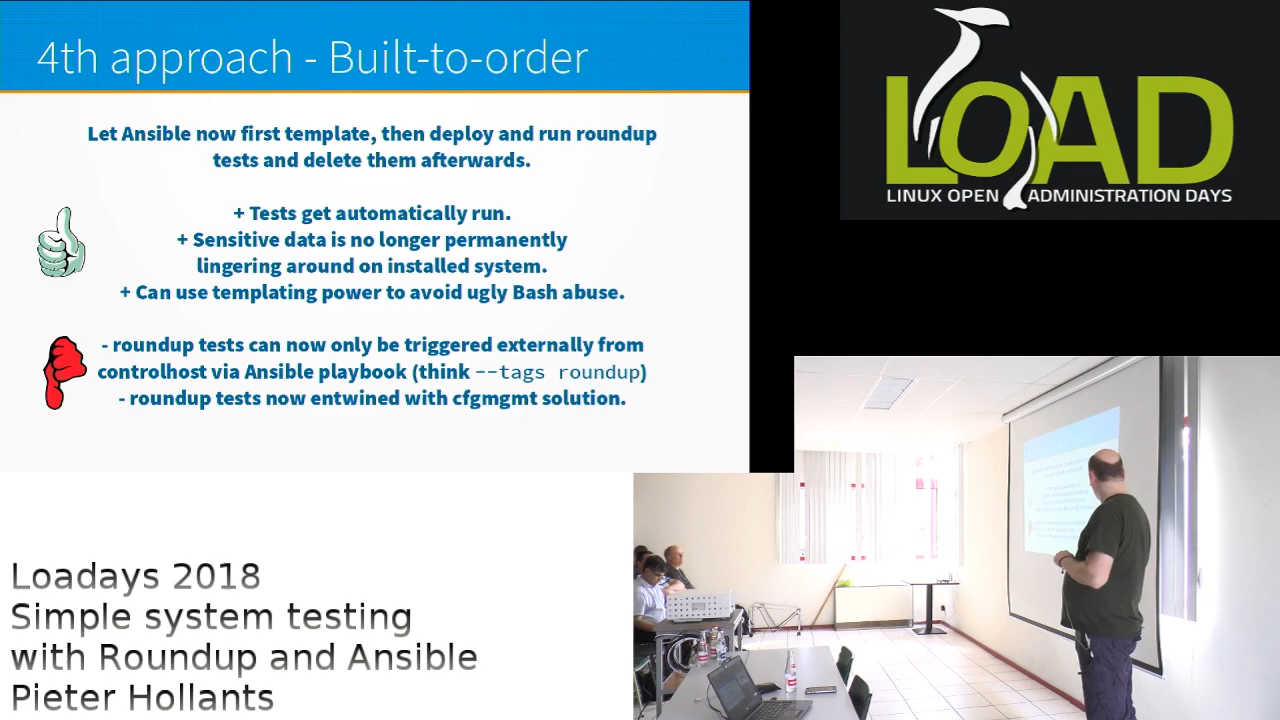 4th approach - Built-to-order
Let Ansible now first template, then deploy and run roundup
tests and delete them afterwards.
+ Tests get automatically run.
+ Sensitive data is no longer permanently
lingering around on installed system.
+ Can use templating power to avoid ugly Bash abuse.
- roundup tests can now only be triggered externally from
controlhost via Ansible playbook (think --tags roundup)
- roundup tests now entwined with cfgmgmt solution.
LOAD
LINUX OPEN ADMINISTRATION DAYS
Loadays 2018
Simple system testing
with Roundup and Ansible
Pieter Hollants